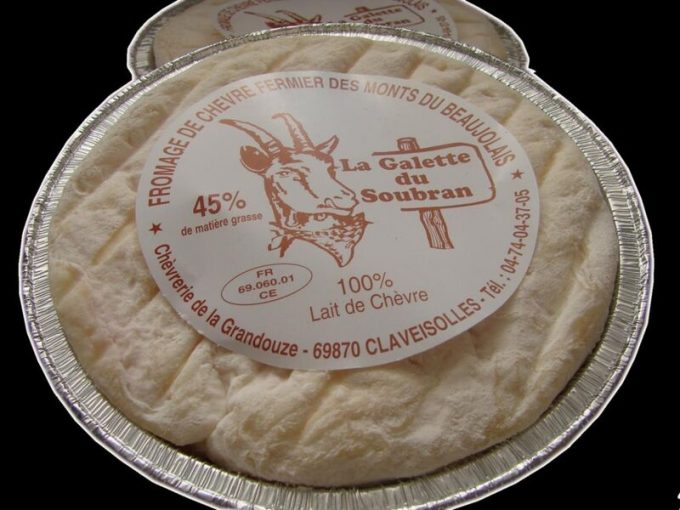 ★ FROMAGE DE CHEVRE FERMIER DES MONTS DU BEAUJOLAIS ★
La Galette
du
Soubran
45%
de matière grasse
FR
69.060.01
CE
100%
Lait de Chèvre
Chèvrerie de la Grandouze - 69870 CLAVEISOLLES - Tél. 04-74-04-37-05